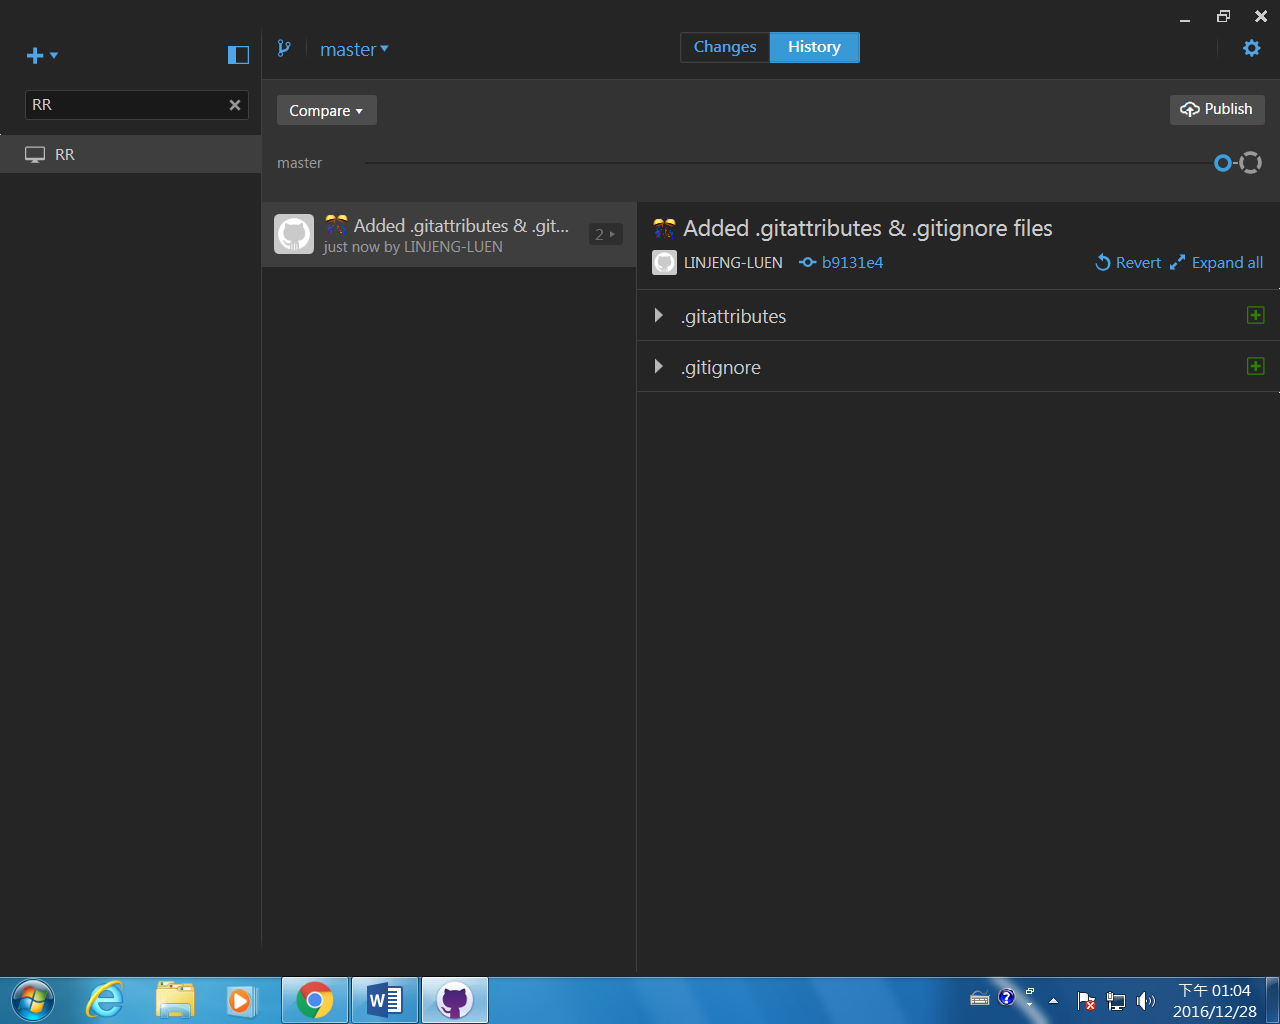 master
Changes
History
RR
RR
Compare
Publish
master
Added .gitattributes & .git...
just now by LINJENG-LUEN
2
Added .gitattributes & .gitignore files
LINJENG-LUEN
b9131e4
Revert
Expand all
.gitattributes
.gitignore
下午 01:04
2016/12/28